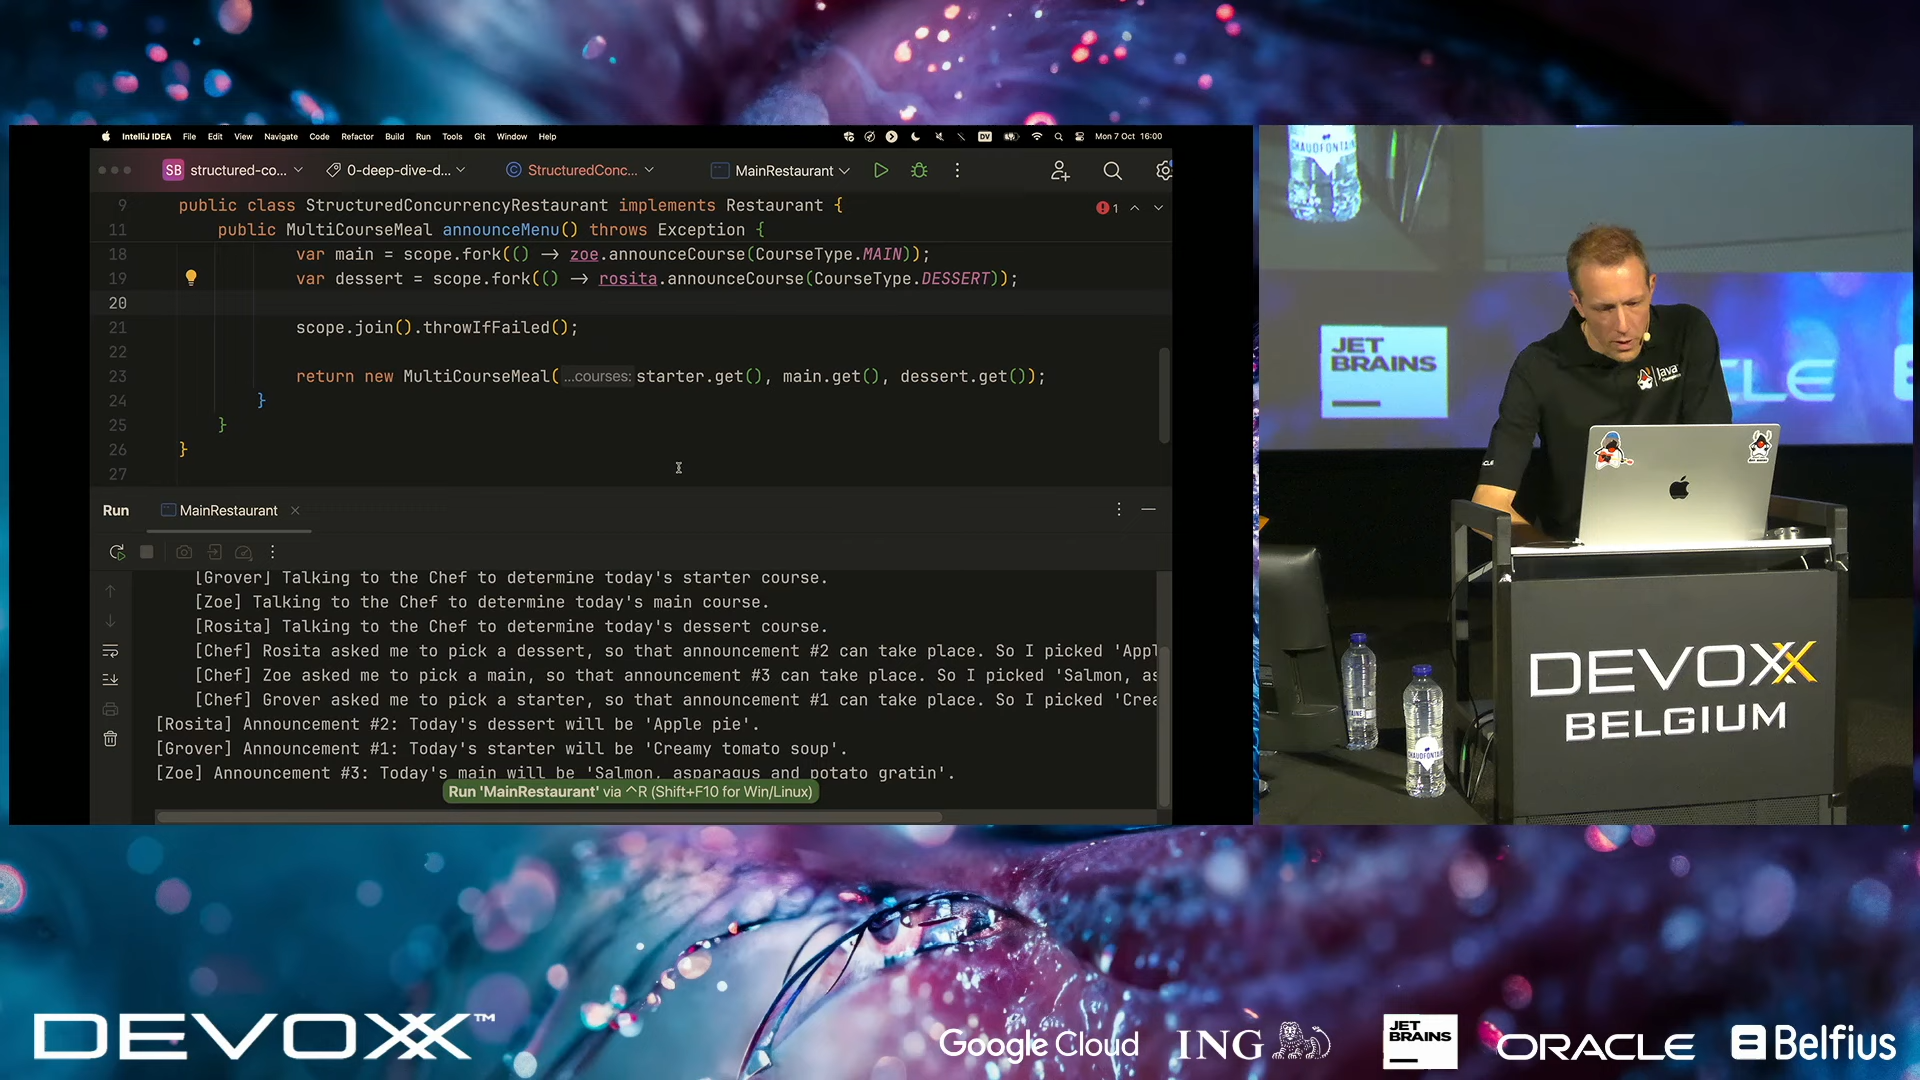 IntelliJ IDEA File Edit View Navigate Code Refactor Build Run Tools Git Window Help
DV
Mon 7 Oct 16:00
SB structured-co... 0-deep-dive-d... StructuredConc... MainRestaurant
9 public class StructuredConcurrencyRestaurant implements Restaurant {
1
11 public MultiCourseMeal announceMenu() throws Exception {
18 var main = scope.fork(() → zoe.announceCourse(CourseType.MAIN));
19 var dessert = scope.fork(() → rosita.announceCourse(CourseType.DESSERT));
20
21 scope.join().throwIfFailed();
22
23 return new MultiCourseMeal( ...courses: starter.get(), main.get(), dessert.get());
24 }
25 }
26 }
27
Run MainRestaurant
[Grover] Talking to the Chef to determine today's starter course.
[Zoe] Talking to the Chef to determine today's main course.
[Rosita] Talking to the Chef to determine today's dessert course.
[Chef] Rosita asked me to pick a dessert, so that announcement #2 can take place. So I picked 'Appl
[Chef] Zoe asked me to pick a main, so that announcement #3 can take place. So I picked 'Salmon, as
[Chef] Grover asked me to pick a starter, so that announcement #1 can take place. So I picked 'Crea
[Rosita] Announcement #2: Today's dessert will be 'Apple pie'.
[Grover] Announcement #1: Today's starter will be 'Creamy tomato soup'.
[Zoe] Announcement #3: Today's main will be 'Salmon, asparagus and potato gratin'.
Run 'MainRestaurant' via ^R (Shift+F10 for Win/Linux)
CHAUDFONTAINE
JET
BRAINS
CLE
Java
DEVOXX
BELGIUM
CHAUDFONTAINE
DEVOXX™
Google Cloud
ING
JET
BRAINS
ORACLE
Belfius